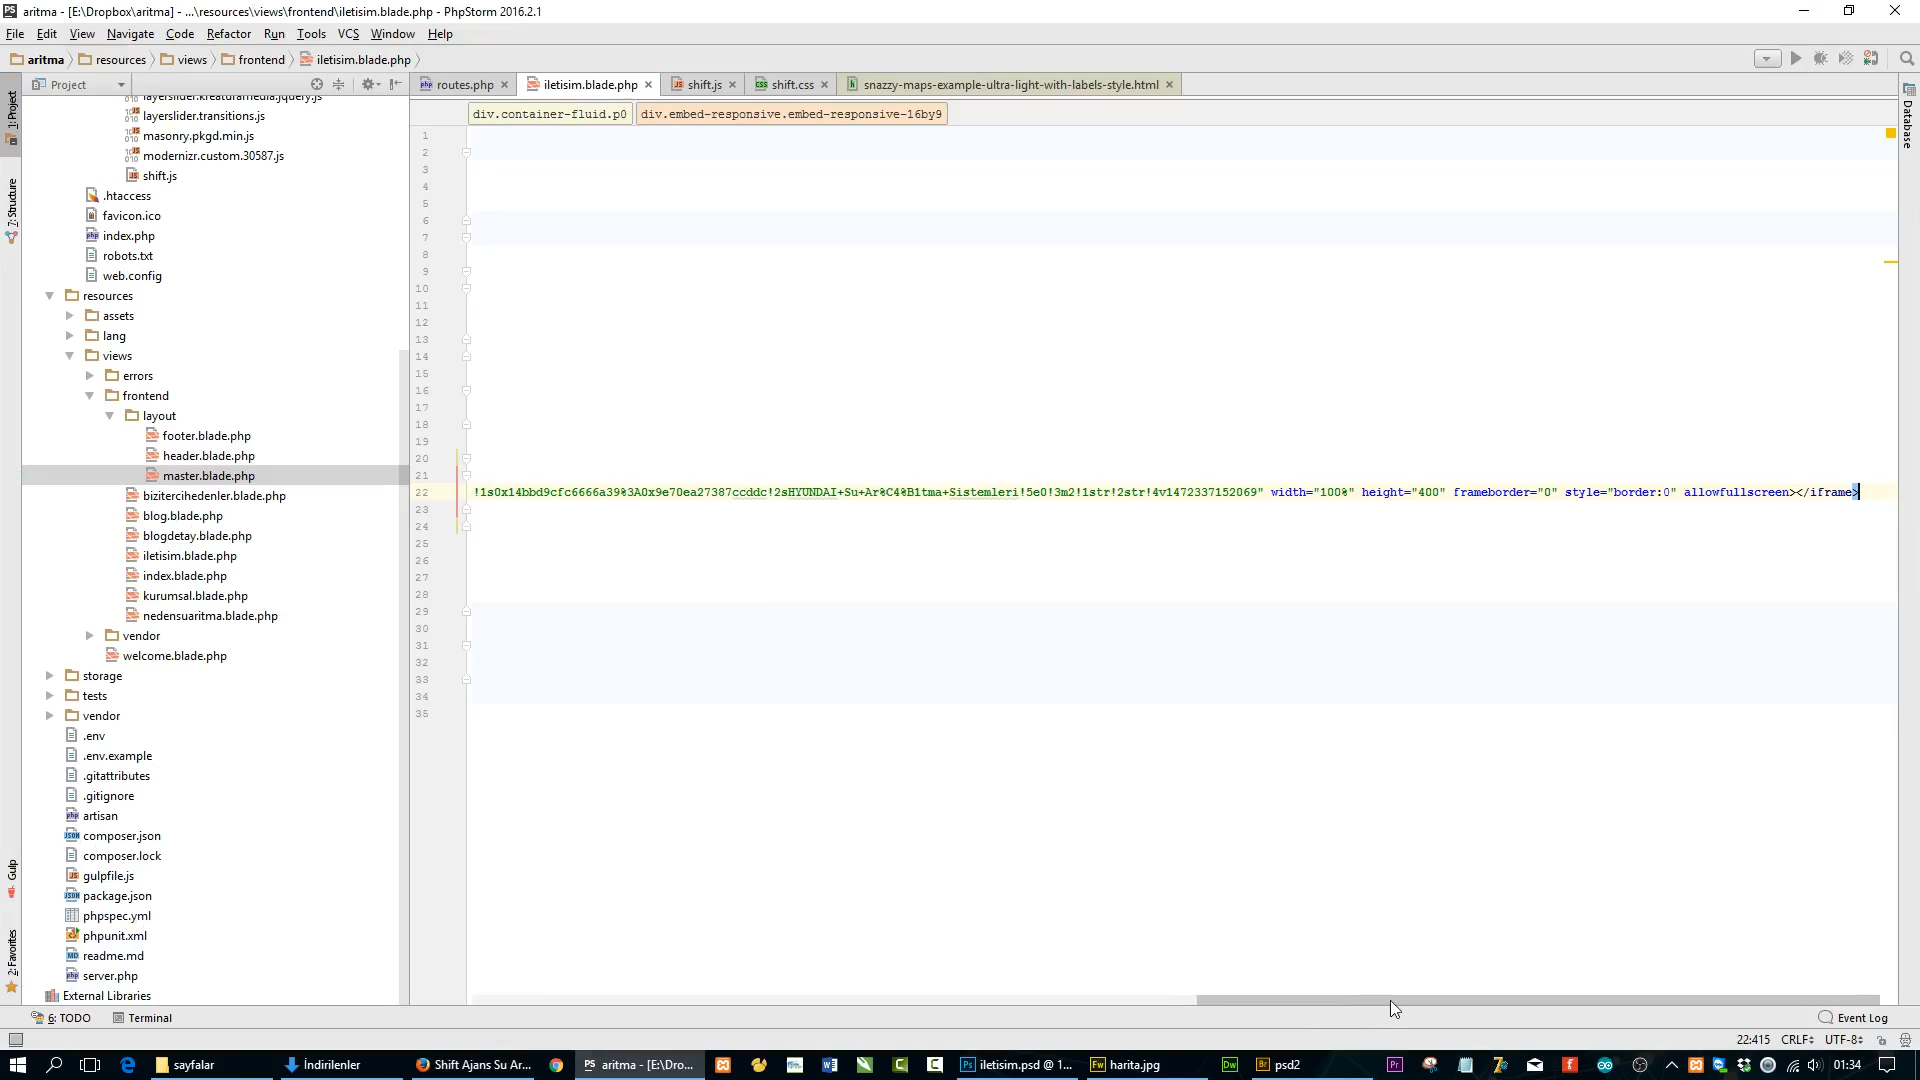 aritma - [E:\Dropbox\aritma] - ...\resources\views\frontend\iletisim.blade.php - PhpStorm 2016.2.1
File Edit View Navigate Code Refactor Run Tools VCS Window Help
aritma resources views frontend iletisim.blade.php
Project
routes.php iletisim.blade.php shift.js shift.css snazzy-maps-example-ultra-light-with-labels-style.html
div.container-fluid.p0 div.embed-responsive.embed-responsive-16by9
1: Project
7: Structure
Gulp
2: Favorites
Database
layerslider.kreaturamedia.jquery.js
layerslider.transitions.js
masonry.pkgd.min.js
modernizr.custom.30587.js
shift.js
.htaccess
favicon.ico
index.php
robots.txt
web.config
resources
assets
lang
views
errors
frontend
layout
footer.blade.php
header.blade.php
master.blade.php
bizitercihedenler.blade.php
blog.blade.php
blogdetay.blade.php
iletisim.blade.php
index.blade.php
kurumsal.blade.php
nedensuaritma.blade.php
vendor
welcome.blade.php
storage
tests
vendor
.env
.env.example
.gitattributes
.gitignore
artisan
composer.json
composer.lock
gulpfile.js
package.json
phpspec.yml
phpunit.xml
readme.md
server.php
External Libraries
1
2
3
4
5
6
7
8
9
10
11
12
13
14
15
16
17
18
19
20
21
22 !1s0x14bbd9cfc6666a39%3A0x9e70ea27387ccddc!2sHYUNDAI+Su+Ar%C4%B1tma+Sistemleri!5e0!3m2!1str!2str!4v1472337152069" width="100%" height="400" frameborder="0" style="border:0" allowfullscreen></iframe>
23
24
25
26
27
28
29
30
31
32
33
34
35
6: TODO Terminal Event Log
22:415 CRLF UTF-8
sayfalar İndirilenler Shift Ajans Su Ar... aritma - [E:\Dro... iletisim.psd @ 1... harita.jpg psd2 01:34